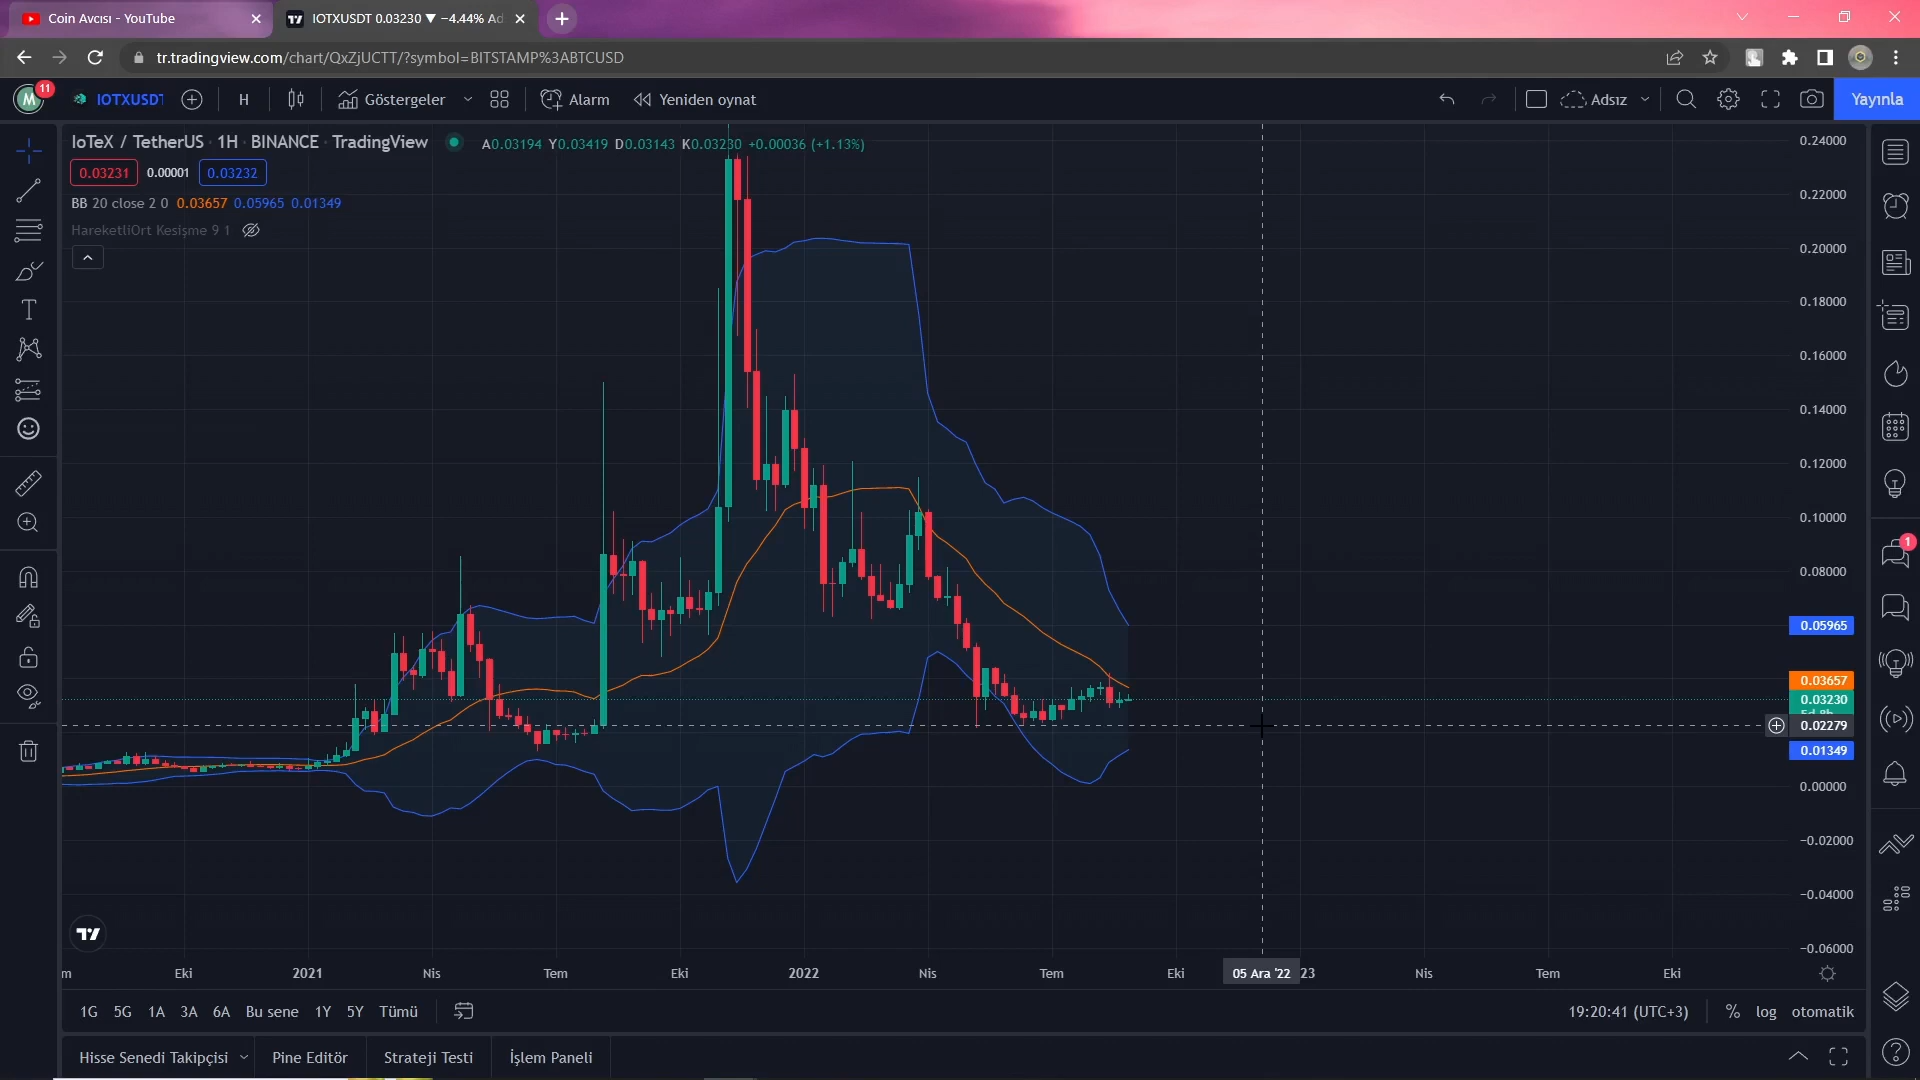 Coin Avcısı - YouTube
IOTXUSDT 0.03230 ▼ −4.44% Ad
tr.tradingview.com/chart/QxZjUCTT/?symbol=BITSTAMP%3ABTCUSD
M
11
IOTXUSDT
H
Göstergeler
Alarm
Yeniden oynat
Adsız
Yayınla
IoTeX / TetherUS · 1H · BINANCE · TradingView
A0.03194 Y0.03419 D0.03143 K0.03230 +0.00036 (+1.13%)
0.03231 0.00001 0.03232
BB 20 close 2 0 0.03657 0.05965 0.01349
HareketliOrt Kesişme 9 1
0.24000
0.22000
0.20000
0.18000
0.16000
0.14000
0.12000
0.10000
0.08000
0.05965
0.03657
0.03230
5d 8h
0.02279
0.01349
0.00000
−0.02000
−0.04000
−0.06000
1
m Eki 2021 Nis Tem Eki 2022 Nis Tem Eki 05 Ara '22 23 Nis Tem Eki
1G 5G 1A 3A 6A Bu sene 1Y 5Y Tümü
19:20:41 (UTC+3) % log otomatik
Hisse Senedi Takipçisi Pine Editör Strateji Testi İşlem Paneli